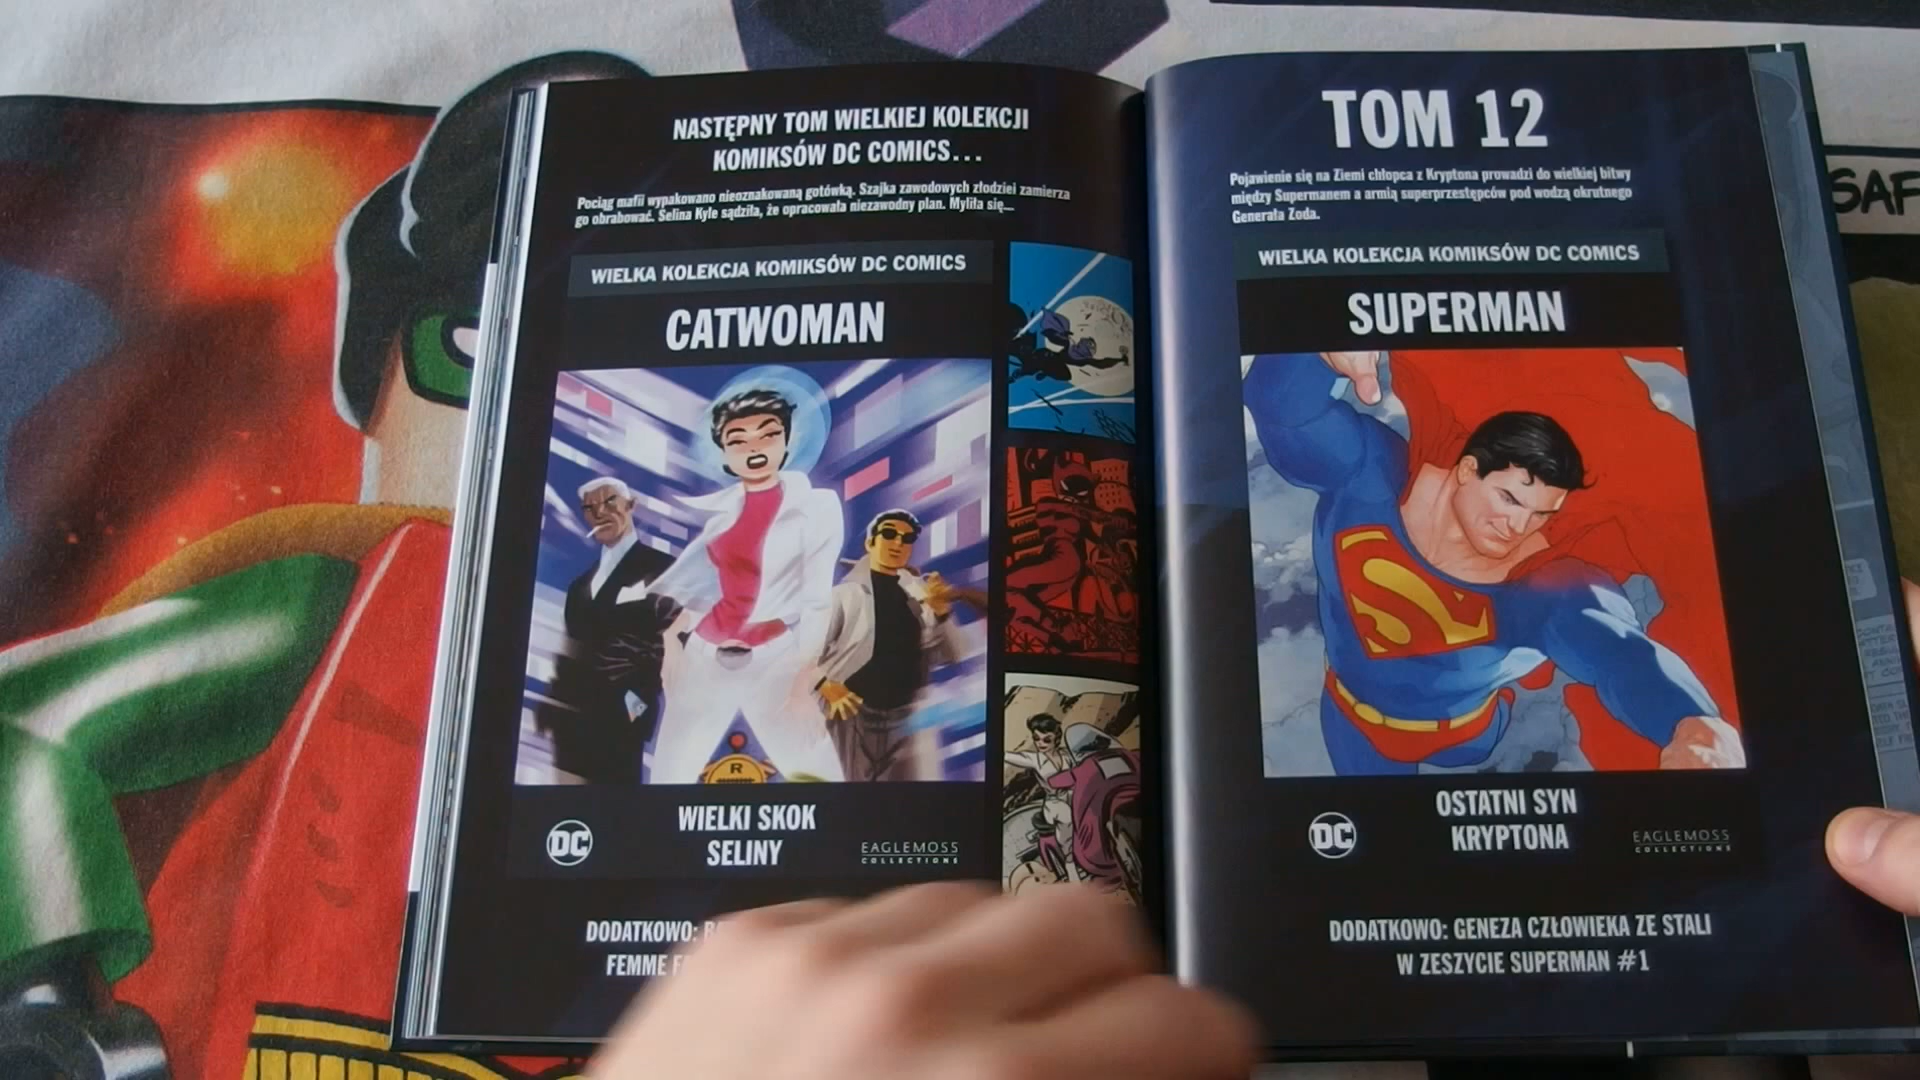 NASTĘPNY TOM WIELKIEJ KOLEKCJI
KOMIKSÓW DC COMICS...
Pociąg mafii wypakowano nieoznakowaną gotówką. Szajka zawodowych złodziei zamierza
go obrabować. Selina Kyle sądziła, że opracowała niezawodny plan. Myliła się...
WIELKA KOLEKCJA KOMIKSÓW DC COMICS
CATWOMAN
R
DC
WIELKI SKOK
SELINY
EAGLEMOSS
COLLECTIONS
DODATKOWO:
FEMME
TOM 12
Pojawienie się na Ziemi chłopca z Kryptona prowadzi do wielkiej bitwy
między Supermanem a armią superprzestępców pod wodzą okrutnego
Generała Zoda.
WIELKA KOLEKCJA KOMIKSÓW DC COMICS
SUPERMAN
S
DC
OSTATNI SYN
KRYPTONA
EAGLEMOSS
COLLECTIONS
DODATKOWO: GENEZA CZŁOWIEKA ZE STALI
W ZESZYCIE SUPERMAN #1